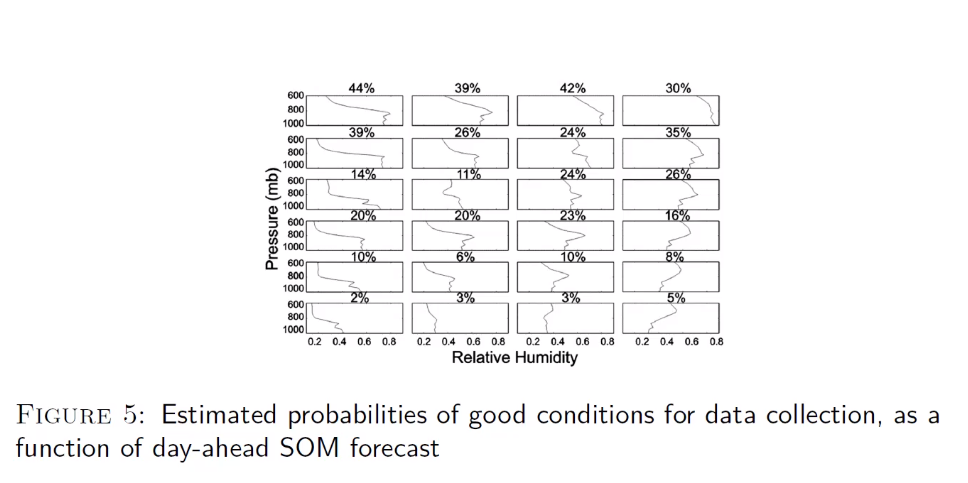 44% 39% 42% 30%
600
800
1000
39% 26% 24% 35%
600
800
1000
14% 11% 24% 26%
600
800
1000
20% 20% 23% 16%
600
800
1000
10% 6% 10% 8%
600
800
1000
2% 3% 3% 5%
600
800
1000
Pressure (mb)
0.2 0.4 0.6 0.8 0.2 0.4 0.6 0.8 0.2 0.4 0.6 0.8 0.2 0.4 0.6 0.8
Relative Humidity
FIGURE 5: Estimated probabilities of good conditions for data collection, as a
function of day-ahead SOM forecast